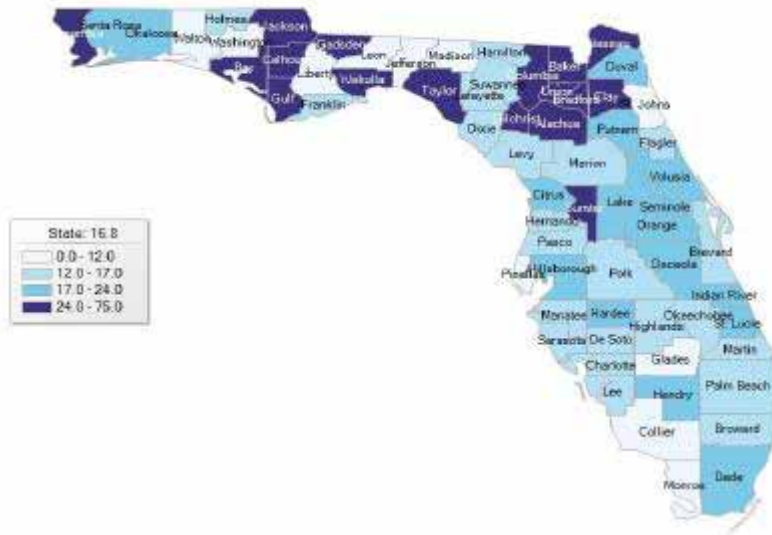 Santa Rosa
Okaloosa
Holmes
Jackson
Walton
Washington
Gadsden
Leon
Madison
Hamilton
Jefferson
Bay
Liberty
Wakulla
Taylor
Suwannee
Lafayette
Columbia
Baker
Duval
Union
Bradford
Clay
St
Johns
Gulf
Franklin
Gilchrist
Alachua
Putnam
Dixie
Flagler
Levy
Marion
Volusia
Citrus
Lake
Seminole
Orange
Hernando
Pasco
Brevard
State: 16.8
0.0 - 12.0
12.0 - 17.0
17.0 - 24.0
24.0 - 75.0
Pinellas
Hillsborough
Polk
Osceola
Indian River
Manatee
Hardee
Okeechobee
Highlands
St. Lucie
Sarasota
De Soto
Martin
Glades
Charlotte
Lee
Hendry
Palm Beach
Collier
Broward
Monroe
Dade